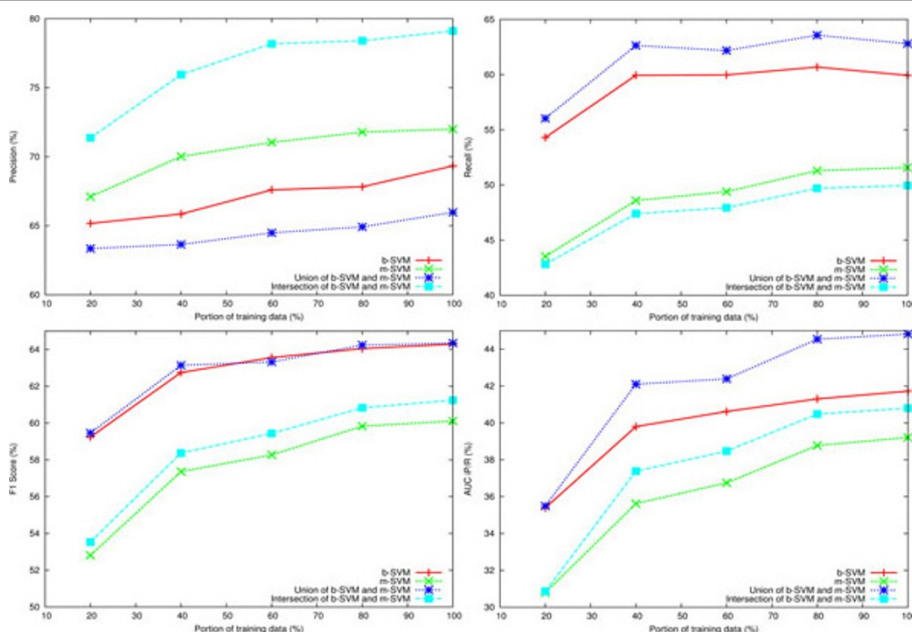 80
75
70
65
60
Precision (%)
10 20 30 40 50 60 70 80 90 100
Portion of training data (%)
b-SVM
m-SVM
Union of b-SVM and m-SVM
Intersection of b-SVM and m-SVM
65
60
55
50
45
40
Recall (%)
10 20 30 40 50 60 70 80 90 100
Portion of training data (%)
b-SVM
m-SVM
Union of b-SVM and m-SVM
Intersection of b-SVM and m-SVM
64
62
60
58
56
54
52
50
F1 Score (%)
10 20 30 40 50 60 70 80 90 100
Portion of training data (%)
b-SVM
m-SVM
Union of b-SVM and m-SVM
Intersection of b-SVM and m-SVM
44
42
40
38
36
34
32
30
AUC iP/R (%)
10 20 30 40 50 60 70 80 90 100
Portion of training data (%)
b-SVM
m-SVM
Union of b-SVM and m-SVM
Intersection of b-SVM and m-SVM